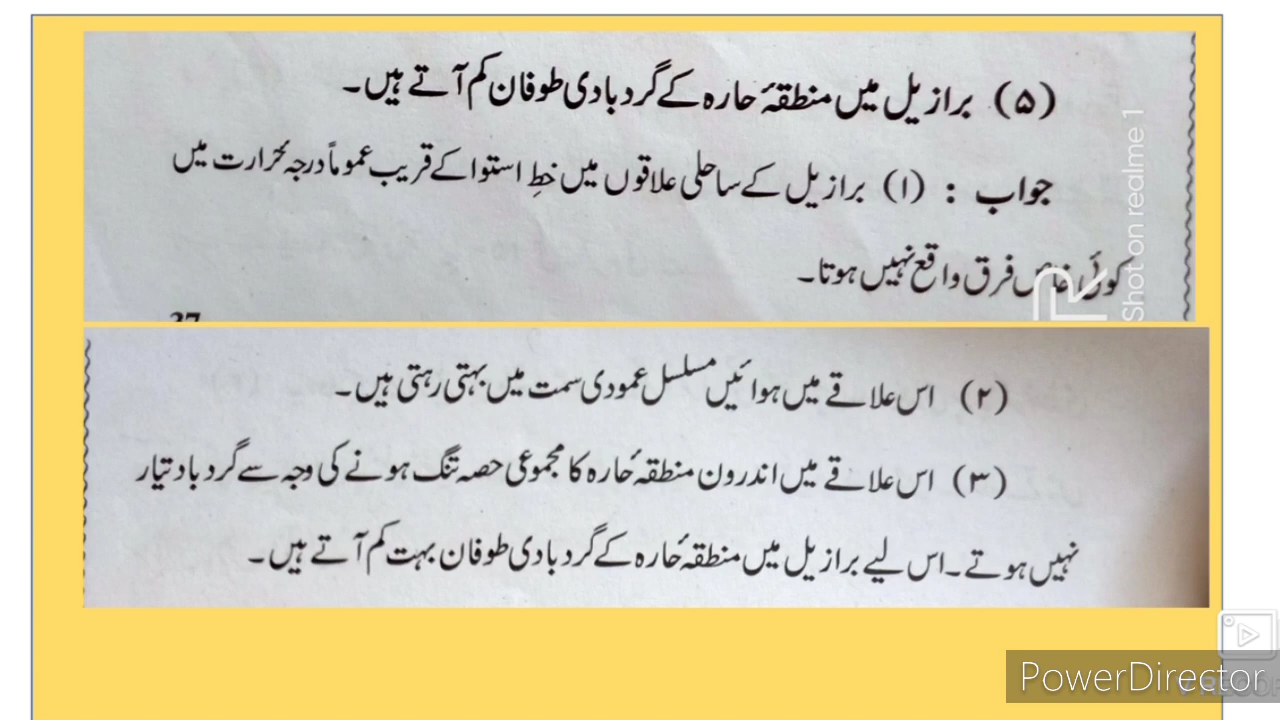 (۵) برازیل میں منطقۂ حارہ کے گردبادی طوفان کم آتے ہیں۔
جواب : (۱) برازیل کے ساحلی علاقوں میں خطِ استوا کے قریب عموماً درجۂ حرارت میں
کوئی خاص فرق واقع نہیں ہوتا۔
Shot on realme 1
(۲) اس علاقے میں ہوائیں مسلسل عمودی سمت میں بہتی رہتی ہیں۔
(۳) اس علاقے میں اندرون منطقۂ حارہ کا مجموعی حصہ تنگ ہونے کی وجہ سے گردباد تیار
نہیں ہوتے۔ اس لیے برازیل میں منطقۂ حارہ کے گردبادی طوفان بہت کم آتے ہیں۔
PowerDirector